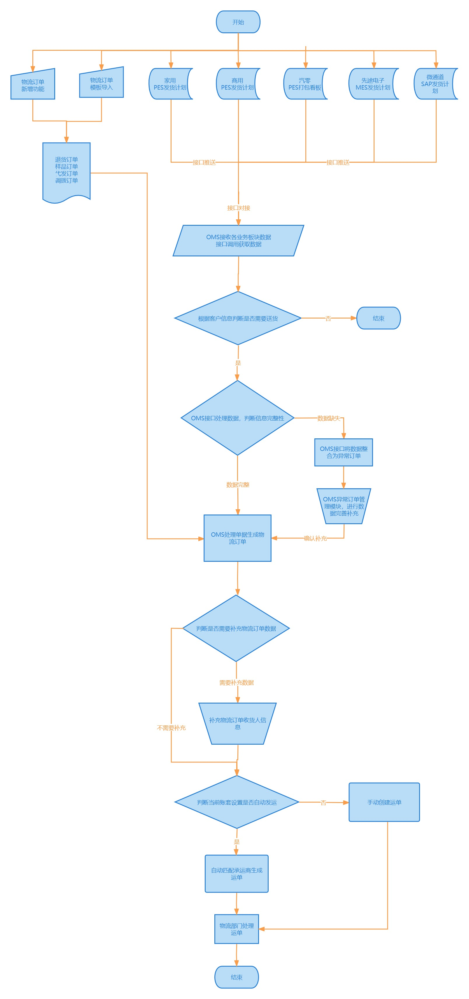 开始
物流订单
新增功能
物流订单
模板导入
家用
PES发货计划
商用
PES发货计划
汽零
PES打包看板
先途电子
MES发货计划
微通道
SAP发货计
划
退货订单
样品订单
代发订单
调拨订单
接口推送
接口推送
接口对接
OMS接收各业务板块数据
接口调用获取数据
根据客户信息判断是否需要送货
否
结束
是
OMS接口处理数据，判断信息完整性
数据缺失
OMS接口将数据整
合为异常订单
数据完整
OMS异常订单管
理模块，进行数
据完善补充
OMS处理单据生成物
流订单
确认补充
判断是否需要补充物流订单数据
需要补充数据
不需要补充
补充物流订单收货人信
息
判断当前账套设置是否自动发运
否
手动创建运单
是
自动匹配承运商生成
运单
物流部门处理
运单
结束